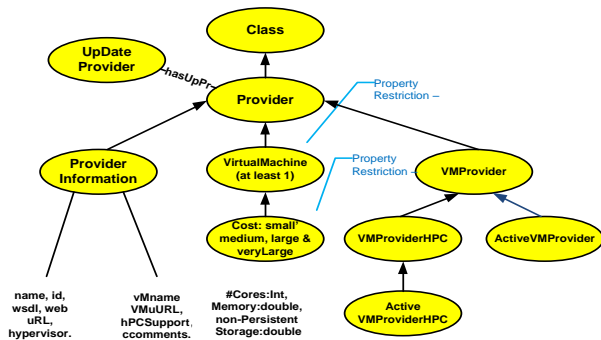 Class
UpDate
Provider
hasUpPr
Provider
Property
Restriction –
Provider
Information
VirtualMachine
(at least 1)
Property
Restriction –
VMProvider
Cost: small'
medium, large &
veryLarge
VMProviderHPC
ActiveVMProvider
name, id,
wsdl, web
uRL,
hypervisor.
vMname
VMuURL,
hPCSupport,
ccomments.
#Cores:Int,
Memory:double,
non-Persistent
Storage:double
Active
VMProviderHPC